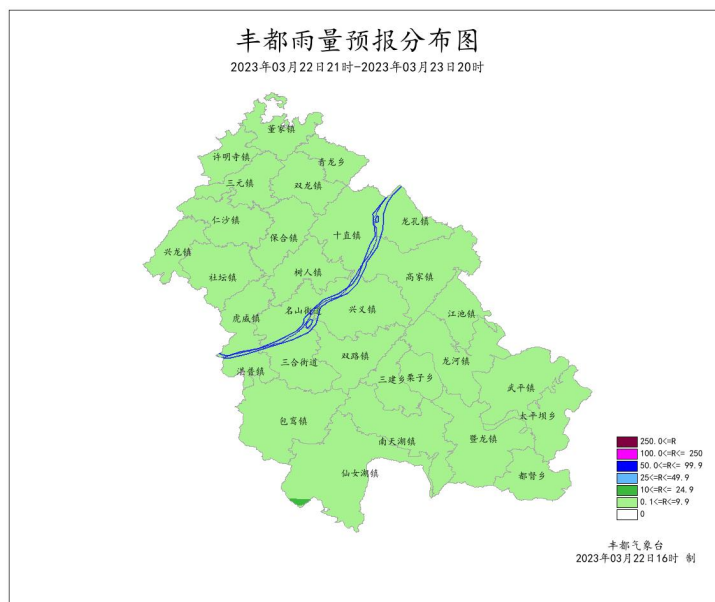 丰都雨量预报分布图
2023年03月22日21时-2023年03月23日20时
董家镇
许明寺镇
青龙乡
三元镇
双龙镇
仁沙镇
龙孔镇
保合镇
十直镇
兴龙镇
树人镇
社坛镇
高家镇
名山街道
兴义镇
虎威镇
江池镇
双路镇
三合街道
龙河镇
湛普镇
三建乡
栗子乡
武平镇
太平坝乡
包鸾镇
南天湖镇
暨龙镇
仙女湖镇
都督乡
250.0<=R
100.0<=R<= 250
50.0<=R<= 99.9
25<=R<=49.9
10<=R<= 24.9
0.1<=R<=9.9
0
丰都气象台
2023年03月22日16时 制